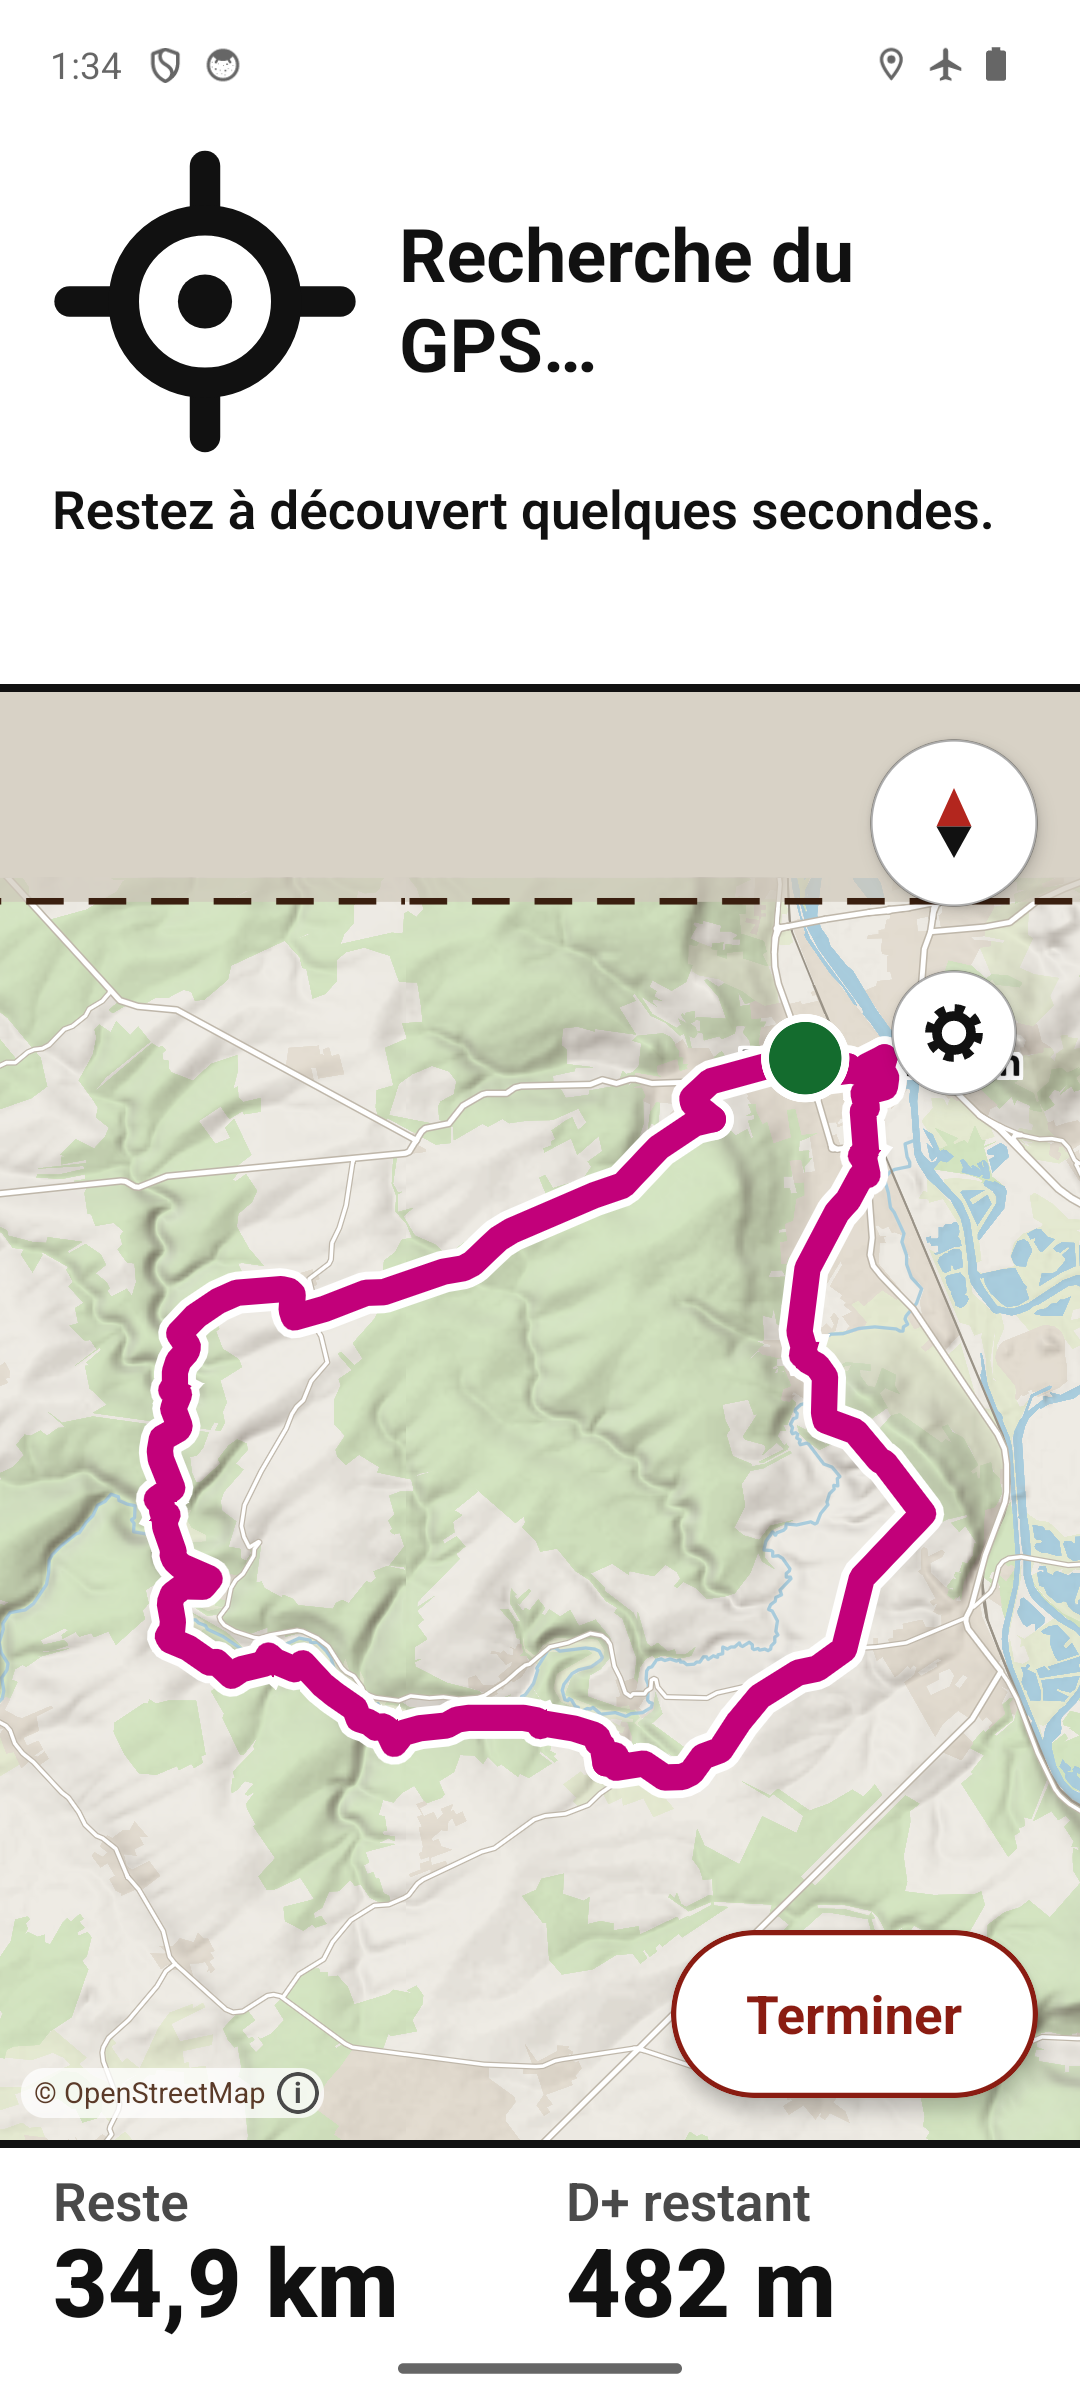 1:34
Recherche du
GPS...
Restez à découvert quelques secondes.
Terminer
© OpenStreetMap
Reste
D+ restant
34,9 km
482 m